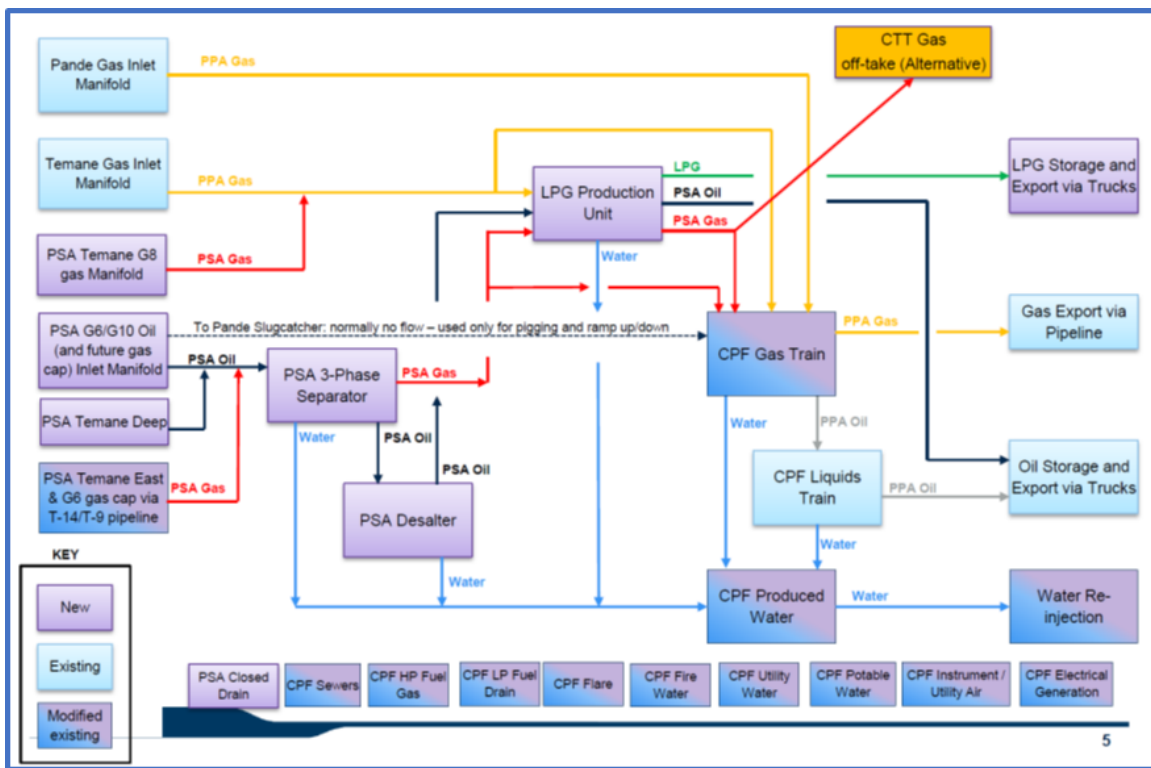 CTT Gas
off-take (Alternative)
Pande Gas Inlet
Manifold
PPA Gas
Temane Gas Inlet
Manifold
PPA Gas
LPG Production
Unit
LPG
PSA Oil
PSA Gas
Water
LPG Storage and
Export via Trucks
PSA Temane G8
gas Manifold
PSA Gas
PSA G6/G10 Oil
(and future gas
cap) Inlet Manifold
To Pande Slugcatcher: normally no flow – used only for pigging and ramp up/down
PSA Oil
PSA 3-Phase
Separator
PSA Gas
CPF Gas Train
PPA Gas
Gas Export via
Pipeline
PSA Temane Deep
Water
PSA Oil
PSA Oil
Water
PPA Oil
PSA Temane East
& G6 gas cap via
T-14/T-9 pipeline
PSA Gas
PSA Desalter
Water
CPF Liquids
Train
PPA Oil
Water
Oil Storage and
Export via Trucks
CPF Produced
Water
Water
Water Re-
injection
KEY
New
Existing
Modified
existing
PSA Closed
Drain
CPF Sewers
CPF HP Fuel
Gas
CPF LP Fuel
Drain
CPF Flare
CPF Fire
Water
CPF Utility
Water
CPF Potable
Water
CPF Instrument /
Utility Air
CPF Electrical
Generation
5